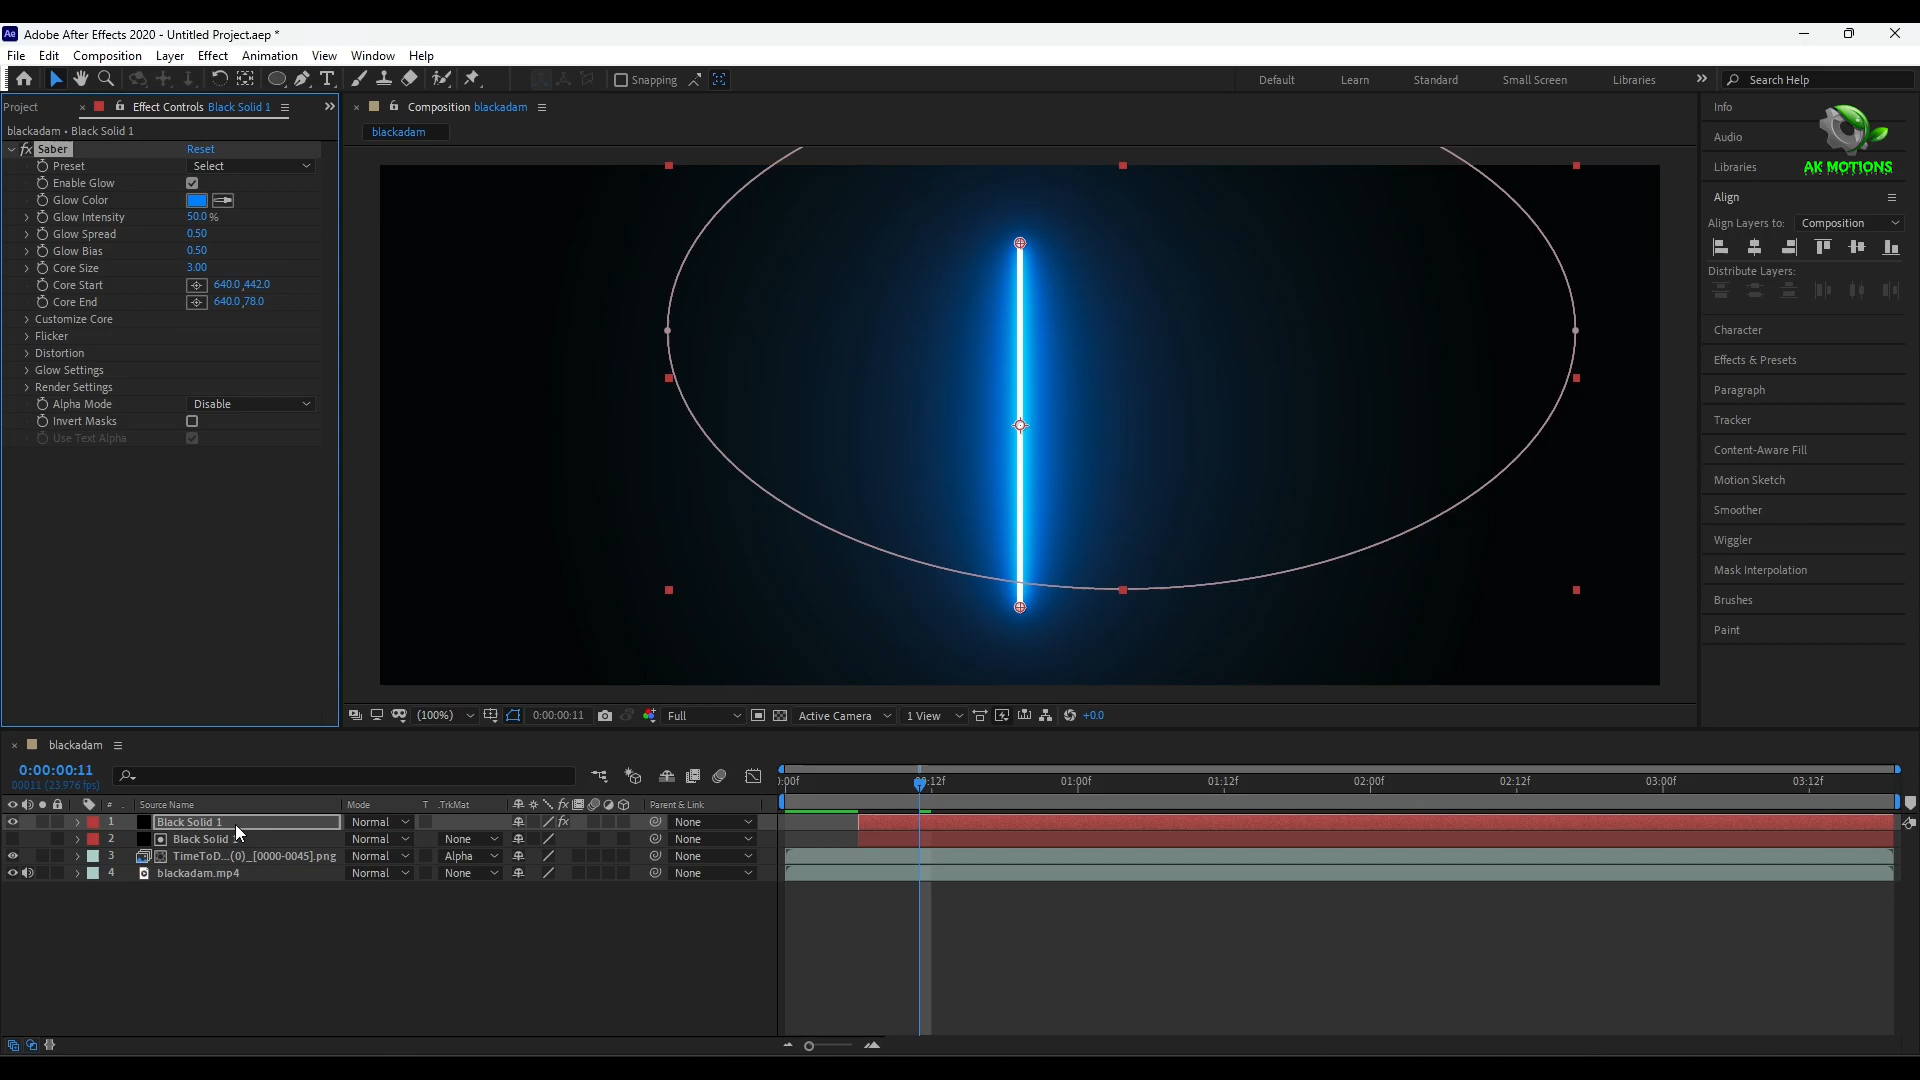 Ae Adobe After Effects 2020 - Untitled Project.aep *
File Edit Composition Layer Effect Animation View Window Help
Snapping Default Learn Standard Small Screen Libraries Search Help
Project Effect Controls Black Solid 1 Composition blackadam Info
blackadam • Black Solid 1 blackadam
Audio
Libraries AK MOTIONS
fx Saber Reset
Preset Select
Enable Glow
Glow Color
Glow Intensity 50.0 %
Glow Spread 0.50
Glow Bias 0.50
Core Size 3.00
Core Start 640.0,442.0
Core End 640.0,78.0
Customize Core
Flicker
Distortion
Glow Settings
Render Settings
Alpha Mode Disable
Invert Masks
Use Text Alpha
Align
Align Layers to: Composition
Distribute Layers:
Character
Effects & Presets
Paragraph
Tracker
Content-Aware Fill
Motion Sketch
Smoother
Wiggler
Mask Interpolation
Brushes
Paint
(100%) 0:00:00:11 Full Active Camera 1 View +0.0
blackadam
0:00:00:11
00011 (23.976 fps)
:00f 12f 01:00f 01:12f 02:00f 02:12f 03:00f 03:12f
# Source Name Mode T .TrkMat fx Parent & Link
1 Black Solid 1 Normal fx None
2 Black Solid Normal None None
3 TimeToD...(0)_[0000-0045].png Normal Alpha None
4 blackadam.mp4 Normal None None